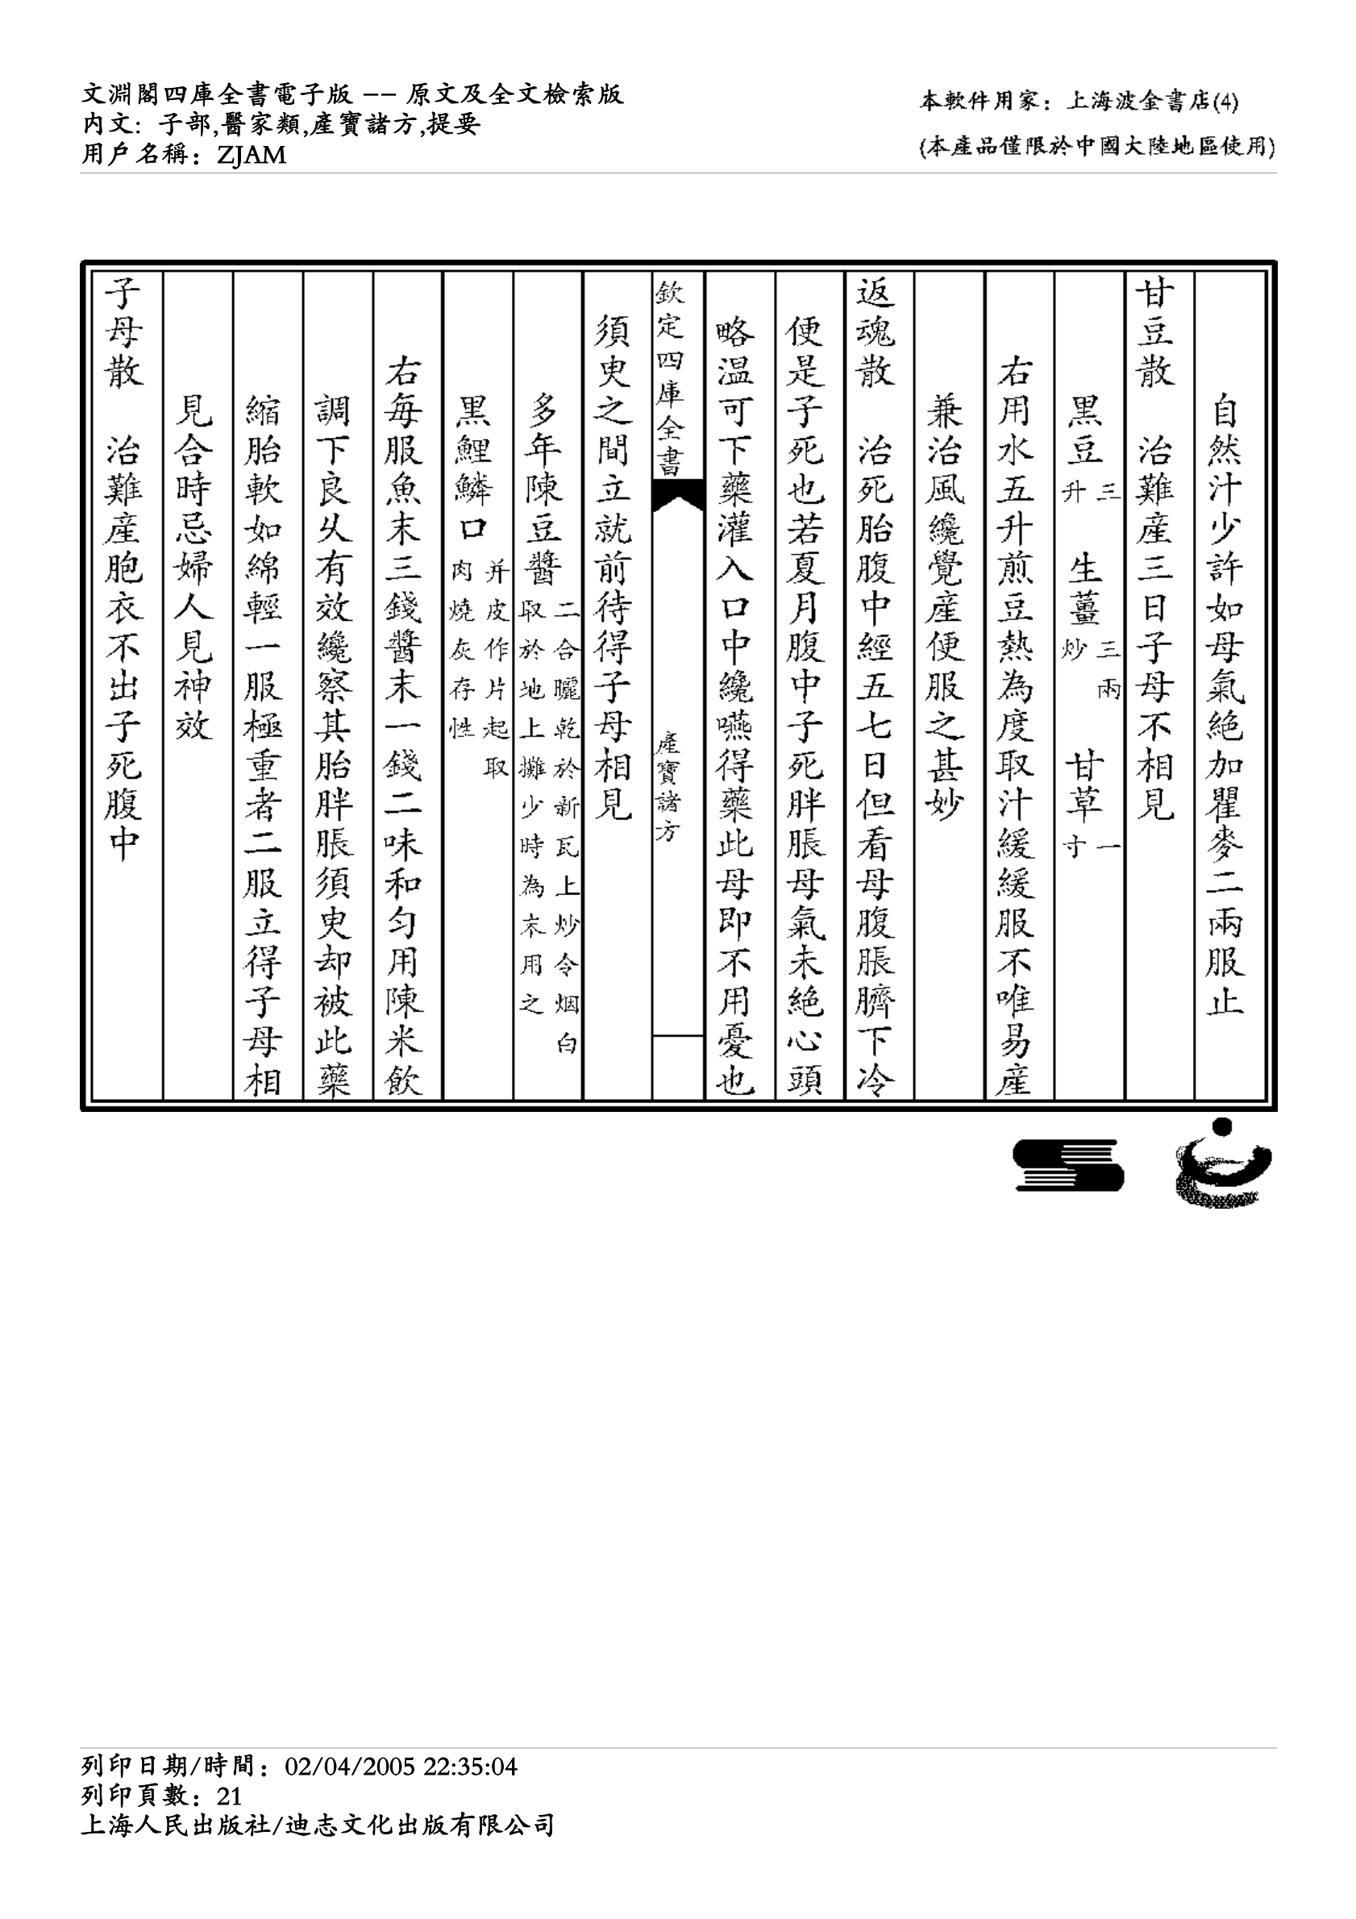 文淵閣四庫全書電子版 -- 原文及全文檢索版
內文: 子部,醫家類,產寶諸方,提要
用戶名稱: ZJAM
本軟件用家: 上海波金書店(4)
(本產品僅限於中國大陸地區使用)
自然汁少許如母氣絕加瞿麥二兩服止
甘豆散 治難產三日子母不相見
黑豆三升 生薑三兩炒 甘草一寸
右用水五升煎豆熱為度取汁緩緩服不唯易產
兼治風纔覺產便服之甚妙
返魂散 治死胎腹中經五七日但看母腹脹臍下冷
便是子死也若夏月腹中子死胖脹母氣未絕心頭
略溫可下藥灌入口中纔嚥得藥此母即不用憂也
欽定四庫全書
產寶諸方
須臾之間立就前待得子母相見
多年陳豆醬二合曬乾於新瓦上炒令烟白取於地上攤少時為末用之
黑鯉鱗口并皮作片起取肉燒灰存性
右每服魚末三錢醬末一錢二味和勻用陳米飲
調下良乆有效纔察其胎胖脹須臾却被此藥
縮胎軟如綿輕一服極重者二服立得子母相
見合時忌婦人見神效
子母散 治難產胞衣不出子死腹中
列印日期/時間: 02/04/2005 22:35:04
列印頁數: 21
上海人民出版社/迪志文化出版有限公司